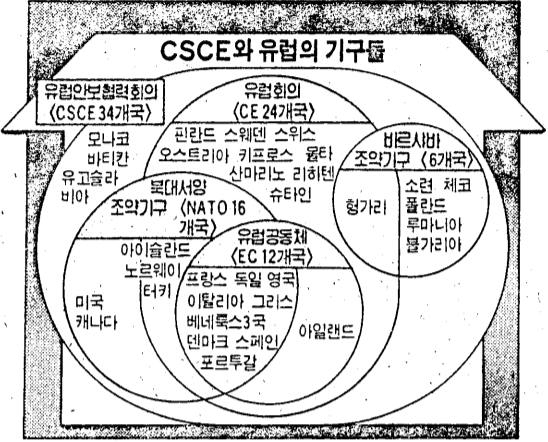 CSCE와 유럽의 기구들
유럽안보협력회의
〈CSCE 34개국〉
모나코
바티칸
유고슬라
비아
유럽회의
〈CE 24개국〉
핀란드 스웨덴 스위스
오스트리아 키프로스 몰타
산마리노 리히텐
슈타인
바르샤바
조약기구 〈6개국〉
헝가리
소련 체코
폴란드
루마니아
불가리아
북대서양
조약기구 〈NATO 16
개국〉
아이슬란드
노르웨이
터키
미국
캐나다
유럽공동체
〈EC 12개국〉
프랑스 독일 영국
이탈리아 그리스
베네룩스3국
덴마크 스페인
포르투갈
아일랜드